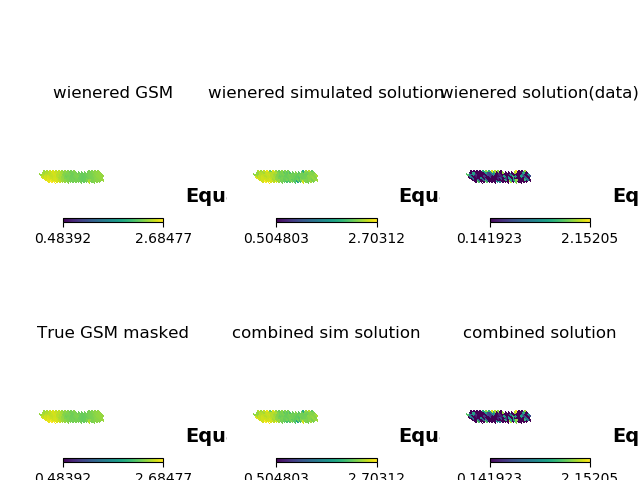 wienered GSM
wienered simulated solution
wienered solution(data)
Equ
Equ
Eq
0.48392 2.68477
0.504803 2.70312
0.141923 2.15205
True GSM masked
combined sim solution
combined solution
Equ
Equ
Eq
0.48392 2.68477
0.504803 2.70312
0.141923 2.15205